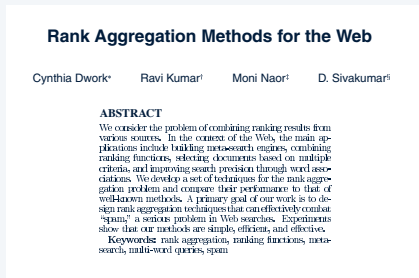 Rank Aggregation Methods for the Web
Cynthia Dwork* Ravi Kumar† Moni Naor‡ D. Sivakumar§
ABSTRACT
We consider the problem of combining ranking results from
various sources. In the context of the Web, the main ap-
plications include building meta-search engines, combining
ranking functions, selecting documents based on multiple
criteria, and improving search precision through word asso-
ciations. We develop a set of techniques for the rank aggre-
gation problem and compare their performance to that of
well-known methods. A primary goal of our work is to de-
sign rank aggregation techniques that can effectively combat
"spam," a serious problem in Web searches. Experiments
show that our methods are simple, efficient, and effective.
Keywords: rank aggregation, ranking functions, meta-
search, multi-word queries, spam